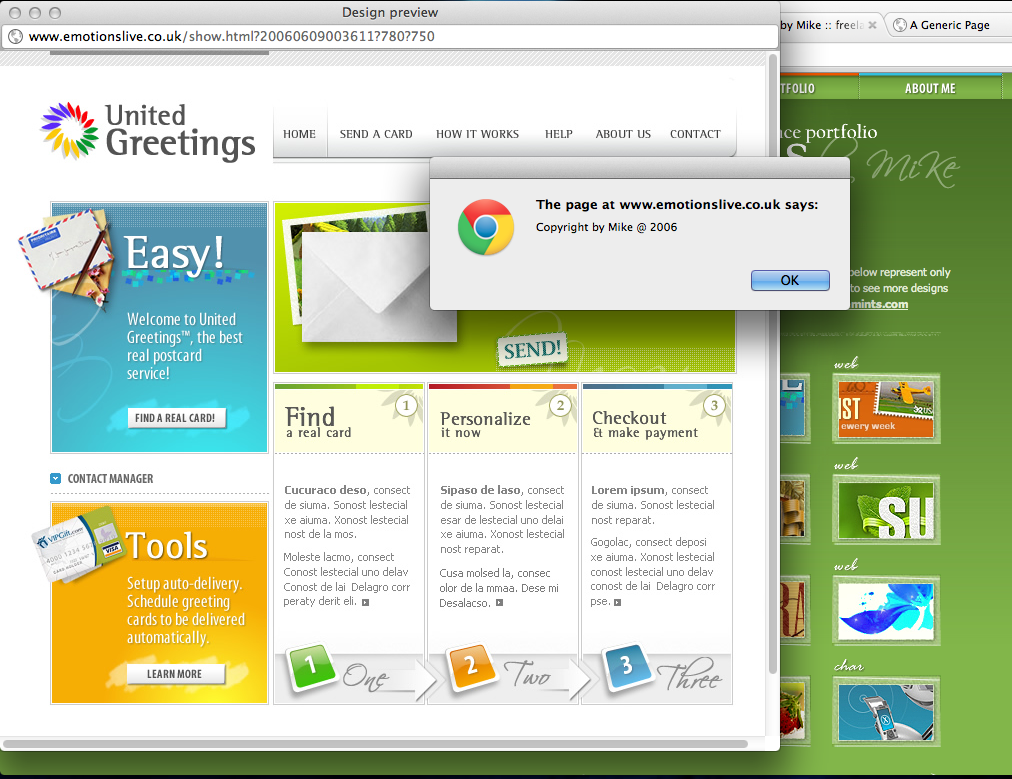 Design preview
www.emotionslive.co.uk/show.html?20060609003611?780?750
by Mike :: freela
A Generic Page
TFOLIO
ABOUT ME
United
Greetings
HOME
SEND A CARD
HOW IT WORKS
HELP
ABOUT US
CONTACT
nce portfolio
MiKe
The page at www.emotionslive.co.uk says:
Copyright by Mike @ 2006
OK
below represent only
to see more designs
mints.com
Easy!
Welcome to United
Greetings™, the best
real postcard
service!
FIND A REAL CARD!
SEND!
Find
a real card
1
Personalize
it now
2
Checkout
& make payment
3
CONTACT MANAGER
Cucuraco deso, consect
de siuma. Sonost lestecial
xe aiuma. Xonost lestecial
nost de la mos.
Moleste lacmo, consect
Conost lestecial uno delav
Conost de lai Delagro corr
peraty derit eli.
Sipaso de laso, consect
de siuma. Sonost lestecial
esar de lestecial uno delai
xe aiuma. Xonost lestecial
nost reparat.
Cusa molsed la, consec
olor de la mmaa. Dese mi
Desalacso.
Lorem ipsum, consect
de siuma. Sonost lestecial
nost reparat.
Gogolac, consect deposi
xe aiuma. Xonost lestecial
conost de lestecial uno delav
conost de lai Delagro corr
pse.
VIPGift.com
VISA
Tools
Setup auto-delivery.
Schedule greeting
cards to be delivered
automatically.
LEARN MORE
1
One
2
Two
3
Three
web
IST
ewery week
web
SU
web
char